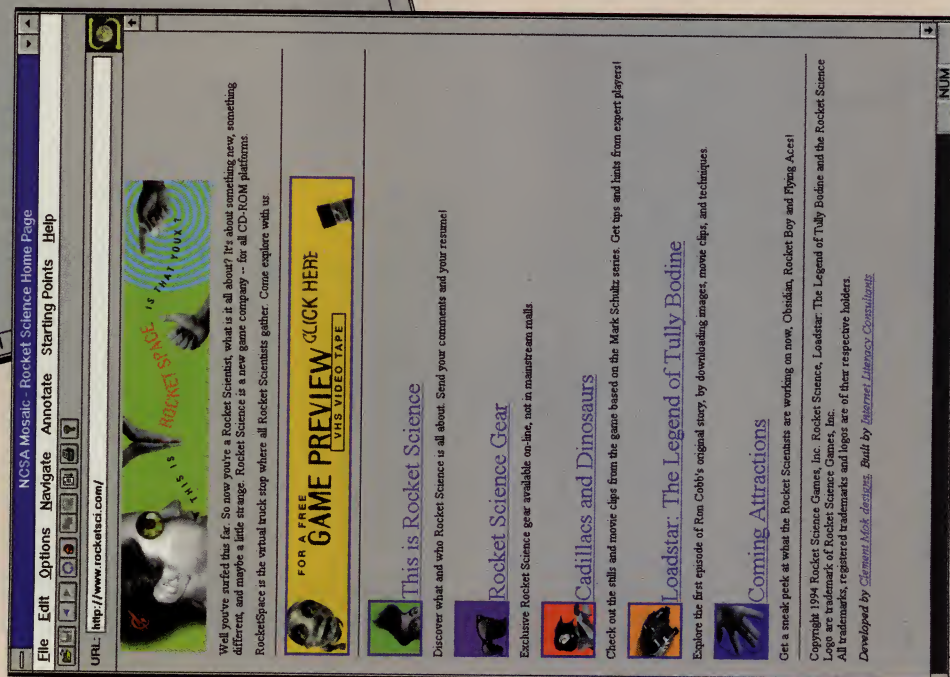 NCSA Mosaic - Rocket Science Home Page
File Edit Options Navigate Annotate Starting Points Help
URL: http://www.rocketsci.com/
THIS IS ROCKET SPACE IS THAT YOUX?
Well you've surfed this far. So now you're a Rocket Scientist, what is it all about? It's about something new, something
different, and maybe a little strange. Rocket Science is a new game company -- for all CD-ROM platforms.
RocketSpace is the virtual truck stop where all Rocket Scientists gather. Come explore with us
FOR A FREE
GAME PREVIEW CLICK HERE
VHS VIDEO TAPE
This is Rocket Science
Discover what and who Rocket Science is all about. Send your comments and your resume!
Rocket Science Gear
Exclusive Rocket Science gear available on-line, not in mainstream malls.
Cadillacs and Dinosaurs
Check out the stills and movie clips from the game based on the Mark Schultz series. Get tips and hints from expert players!
Loadstar: The Legend of Tully Bodine
Explore the first episode of Ron Cobb's original story, by downloading images, movie clips, and techniques.
Coming Attractions
Get a sneak peek at what the Rocket Scientists are working on now, Obsidian, Rocket Boy and Flying Aces!
Copyright 1994 Rocket Science Games, Inc. Rocket Science, Loadstar: The Legend of Tully Bodine and the Rocket Science
Logo are trademark of Rocket Science Games, Inc.
All trademarks, registered trademarks and logos are of their respective holders.
Developed by Clement Mok designs. Built by Internet Literacy Consultants
NUM